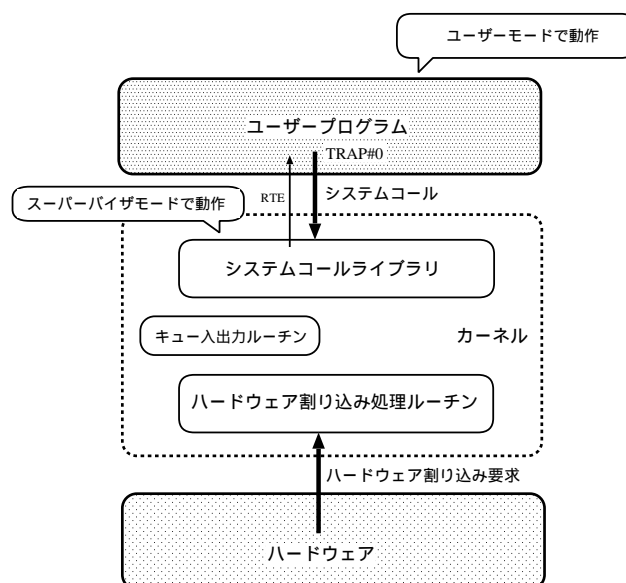 ユーザーモードで動作
ユーザープログラム
TRAP#0
RTE
システムコール
スーパーバイザモードで動作
システムコールライブラリ
キュー入出力ルーチン
カーネル
ハードウェア割り込み処理ルーチン
ハードウェア割り込み要求
ハードウェア